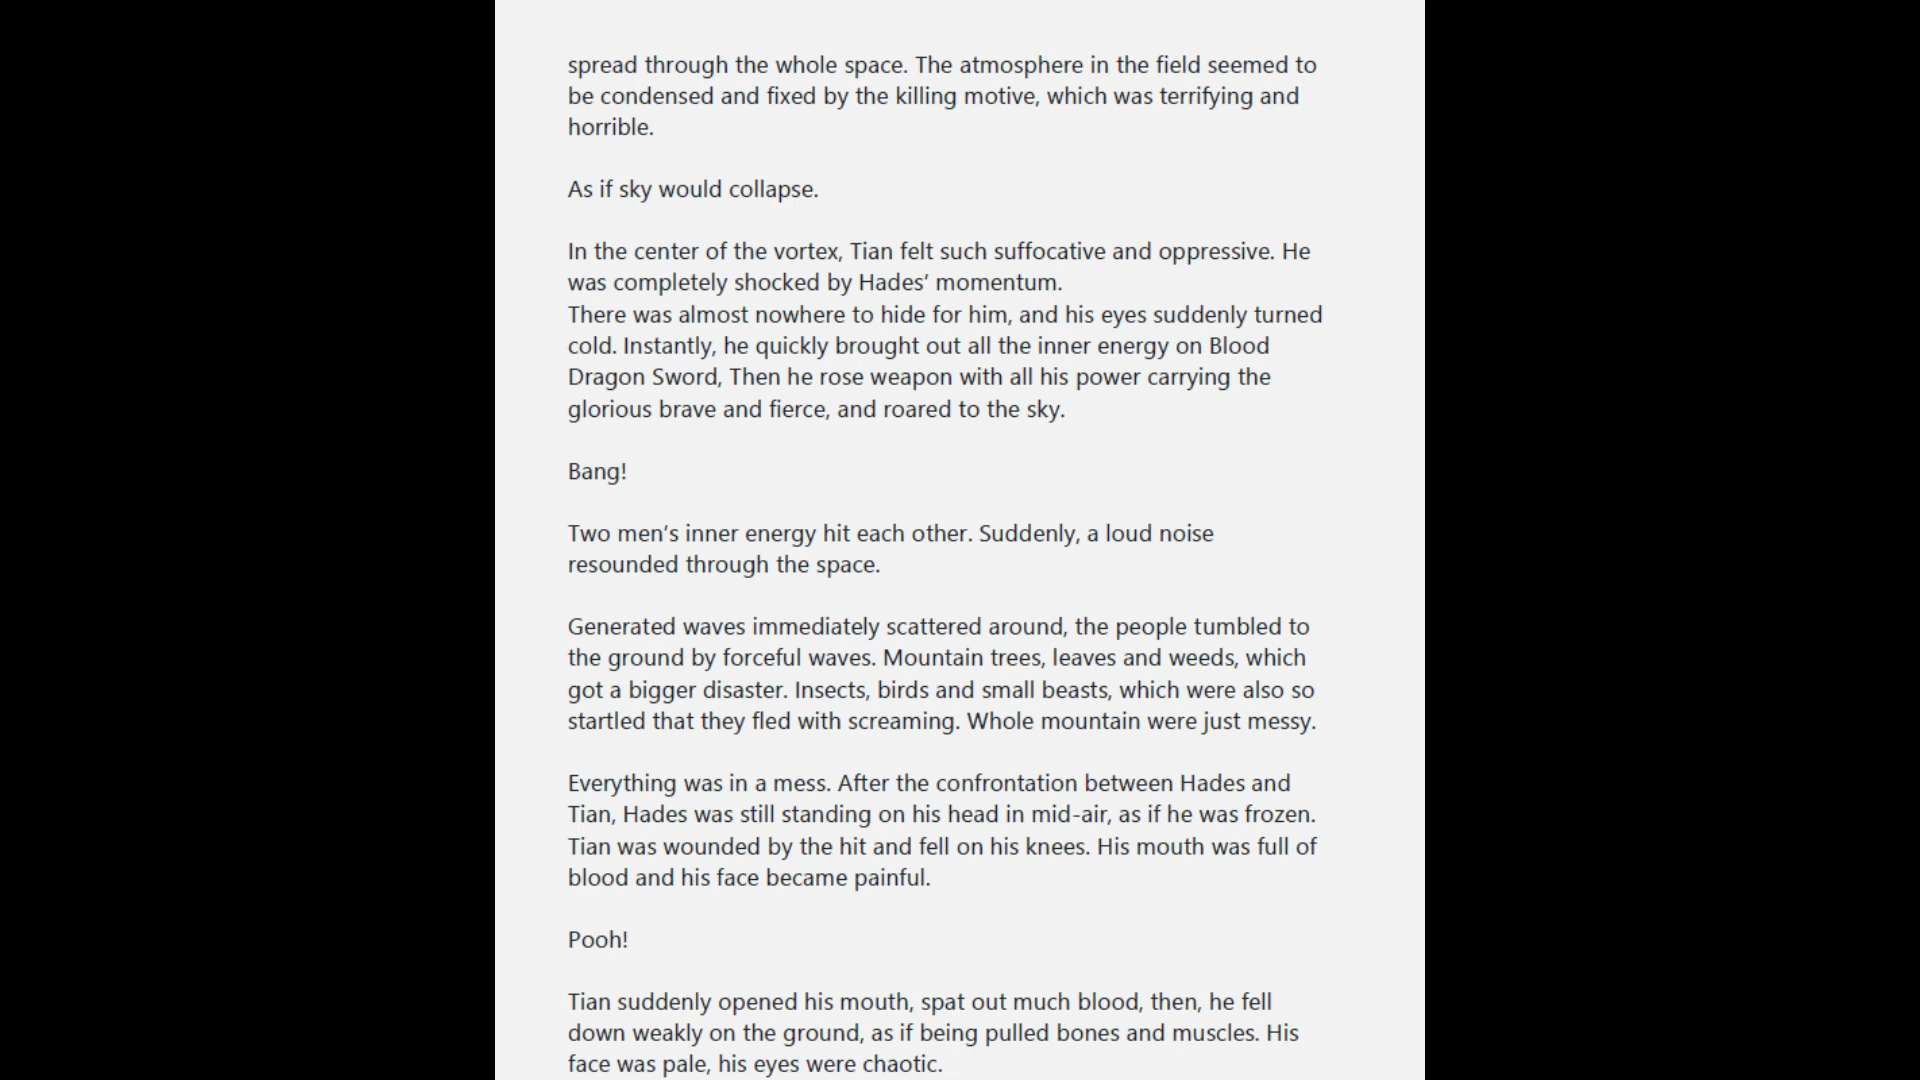 spread through the whole space. The atmosphere in the field seemed to
be condensed and fixed by the killing motive, which was terrifying and
horrible.
As if sky would collapse.
In the center of the vortex, Tian felt such suffocative and oppressive. He
was completely shocked by Hades’ momentum.
There was almost nowhere to hide for him, and his eyes suddenly turned
cold. Instantly, he quickly brought out all the inner energy on Blood
Dragon Sword, Then he rose weapon with all his power carrying the
glorious brave and fierce, and roared to the sky.
Bang!
Two men’s inner energy hit each other. Suddenly, a loud noise
resounded through the space.
Generated waves immediately scattered around, the people tumbled to
the ground by forceful waves. Mountain trees, leaves and weeds, which
got a bigger disaster. Insects, birds and small beasts, which were also so
startled that they fled with screaming. Whole mountain were just messy.
Everything was in a mess. After the confrontation between Hades and
Tian, Hades was still standing on his head in mid-air, as if he was frozen.
Tian was wounded by the hit and fell on his knees. His mouth was full of
blood and his face became painful.
Pooh!
Tian suddenly opened his mouth, spat out much blood, then, he fell
down weakly on the ground, as if being pulled bones and muscles. His
face was pale, his eyes were chaotic.